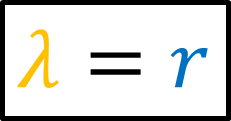 λ = r